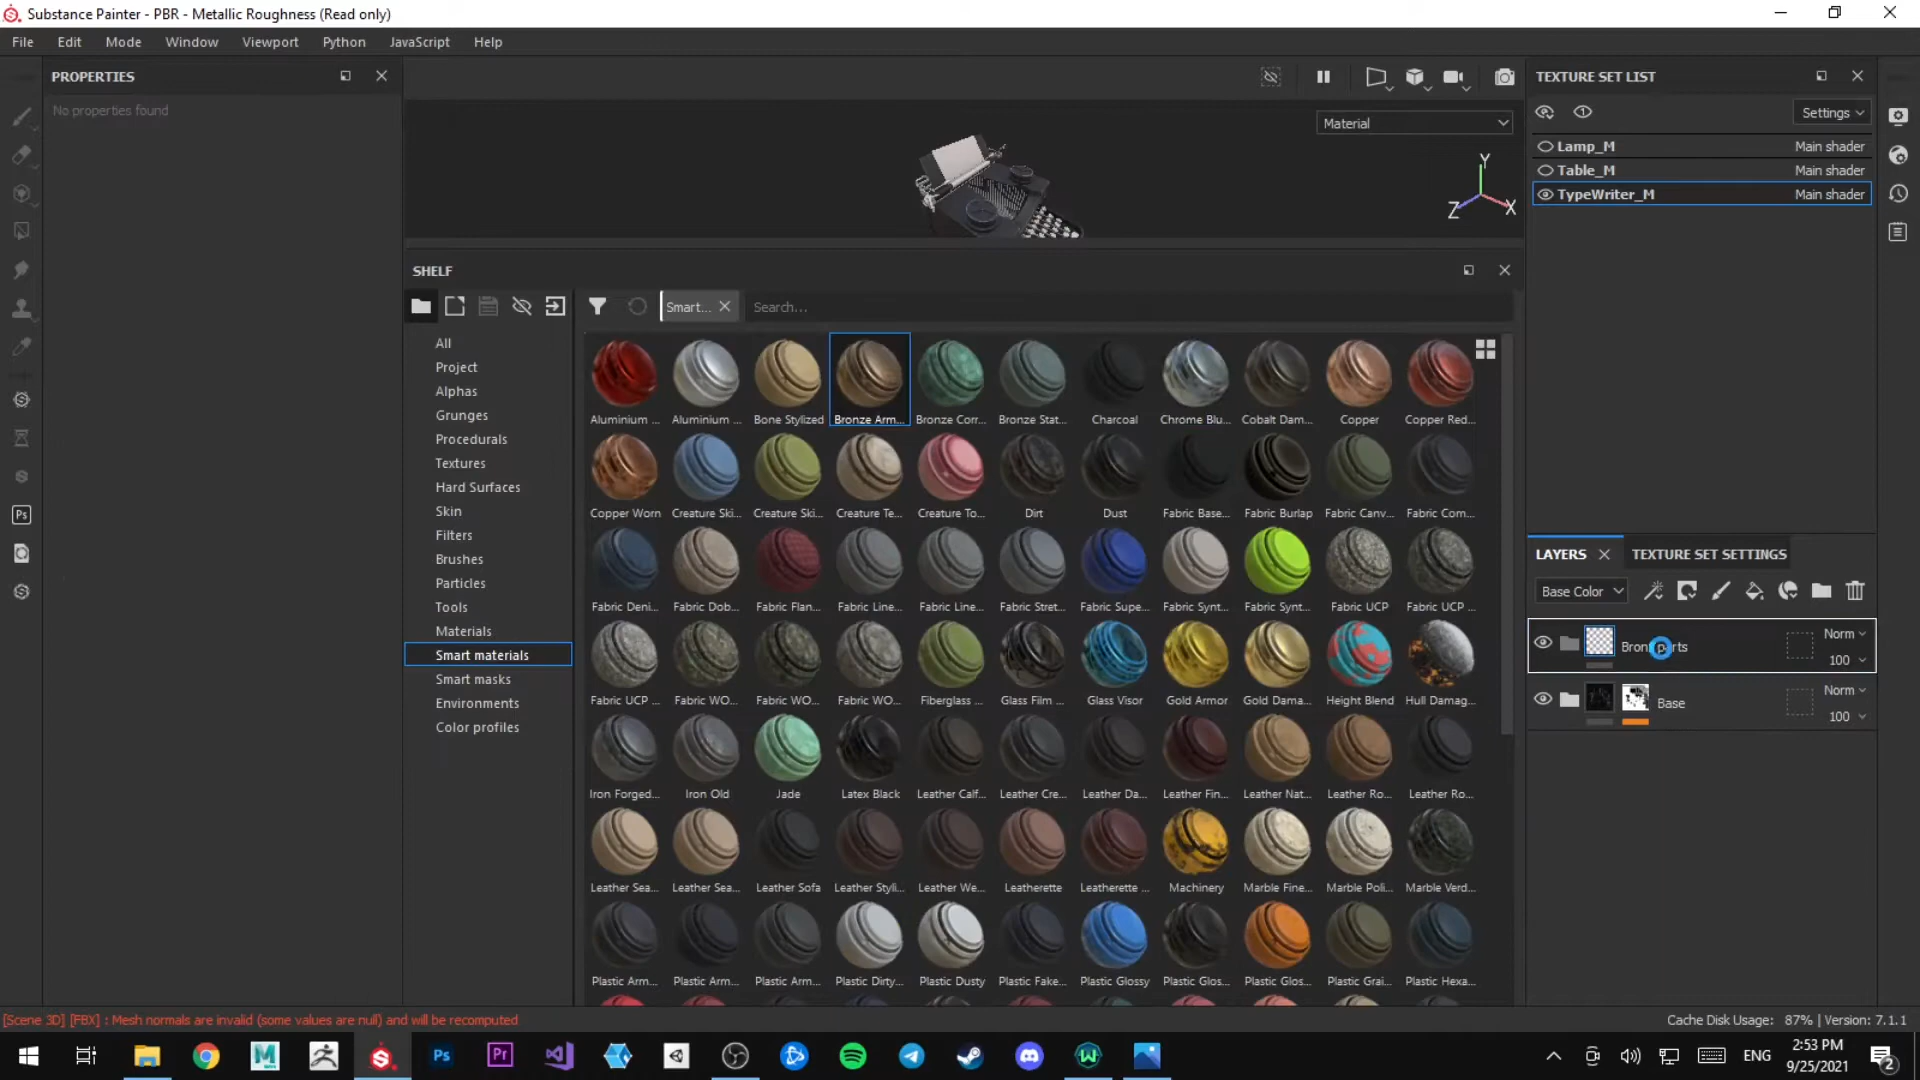 Substance Painter - PBR - Metallic Roughness (Read only)
File Edit Mode Window Viewport Python JavaScript Help
PROPERTIES
No properties found
Material
Y
Z X
TEXTURE SET LIST
Settings
Lamp_M Main shader
Table_M Main shader
TypeWriter_M Main shader
SHELF
Smart... Search...
All
Project
Alphas
Grunges
Procedurals
Textures
Hard Surfaces
Skin
Filters
Brushes
Particles
Tools
Materials
Smart materials
Smart masks
Environments
Color profiles
Aluminium ... Aluminium ... Bone Stylized Bronze Arm... Bronze Corr... Bronze Stat... Charcoal Chrome Blu... Cobalt Dam... Copper Copper Red...
Copper Worn Creature Ski... Creature Ski... Creature Te... Creature To... Dirt Dust Fabric Base... Fabric Burlap Fabric Canv... Fabric Com...
Fabric Deni... Fabric Dob... Fabric Flan... Fabric Line... Fabric Line... Fabric Stret... Fabric Supe... Fabric Synt... Fabric Synt... Fabric UCP Fabric UCP ...
Fabric UCP ... Fabric WO... Fabric WO... Fabric WO... Fiberglass ... Glass Film ... Glass Visor Gold Armor Gold Dama... Height Blend Hull Damag...
Iron Forged... Iron Old Jade Latex Black Leather Calf... Leather Cre... Leather Da... Leather Fin... Leather Nat... Leather Ro... Leather Ro...
Leather Sea... Leather Sea... Leather Sofa Leather Styli... Leather We... Leatherette Leatherette ... Machinery Marble Fine... Marble Poli... Marble Verd...
Plastic Arm... Plastic Arm... Plastic Arm... Plastic Dirty... Plastic Dusty Plastic Fake... Plastic Glossy Plastic Glos... Plastic Glos... Plastic Grai... Plastic Hexa...
LAYERS TEXTURE SET SETTINGS
Base Color
Norm
100
Base Norm
100
[Scene 3D] [FBX] : Mesh normals are invalid (some values are null) and will be recomputed
Cache Disk Usage: 87% | Version: 7.1.1
Ps
M Ps Pr
ENG
2:53 PM
9/25/2021
2